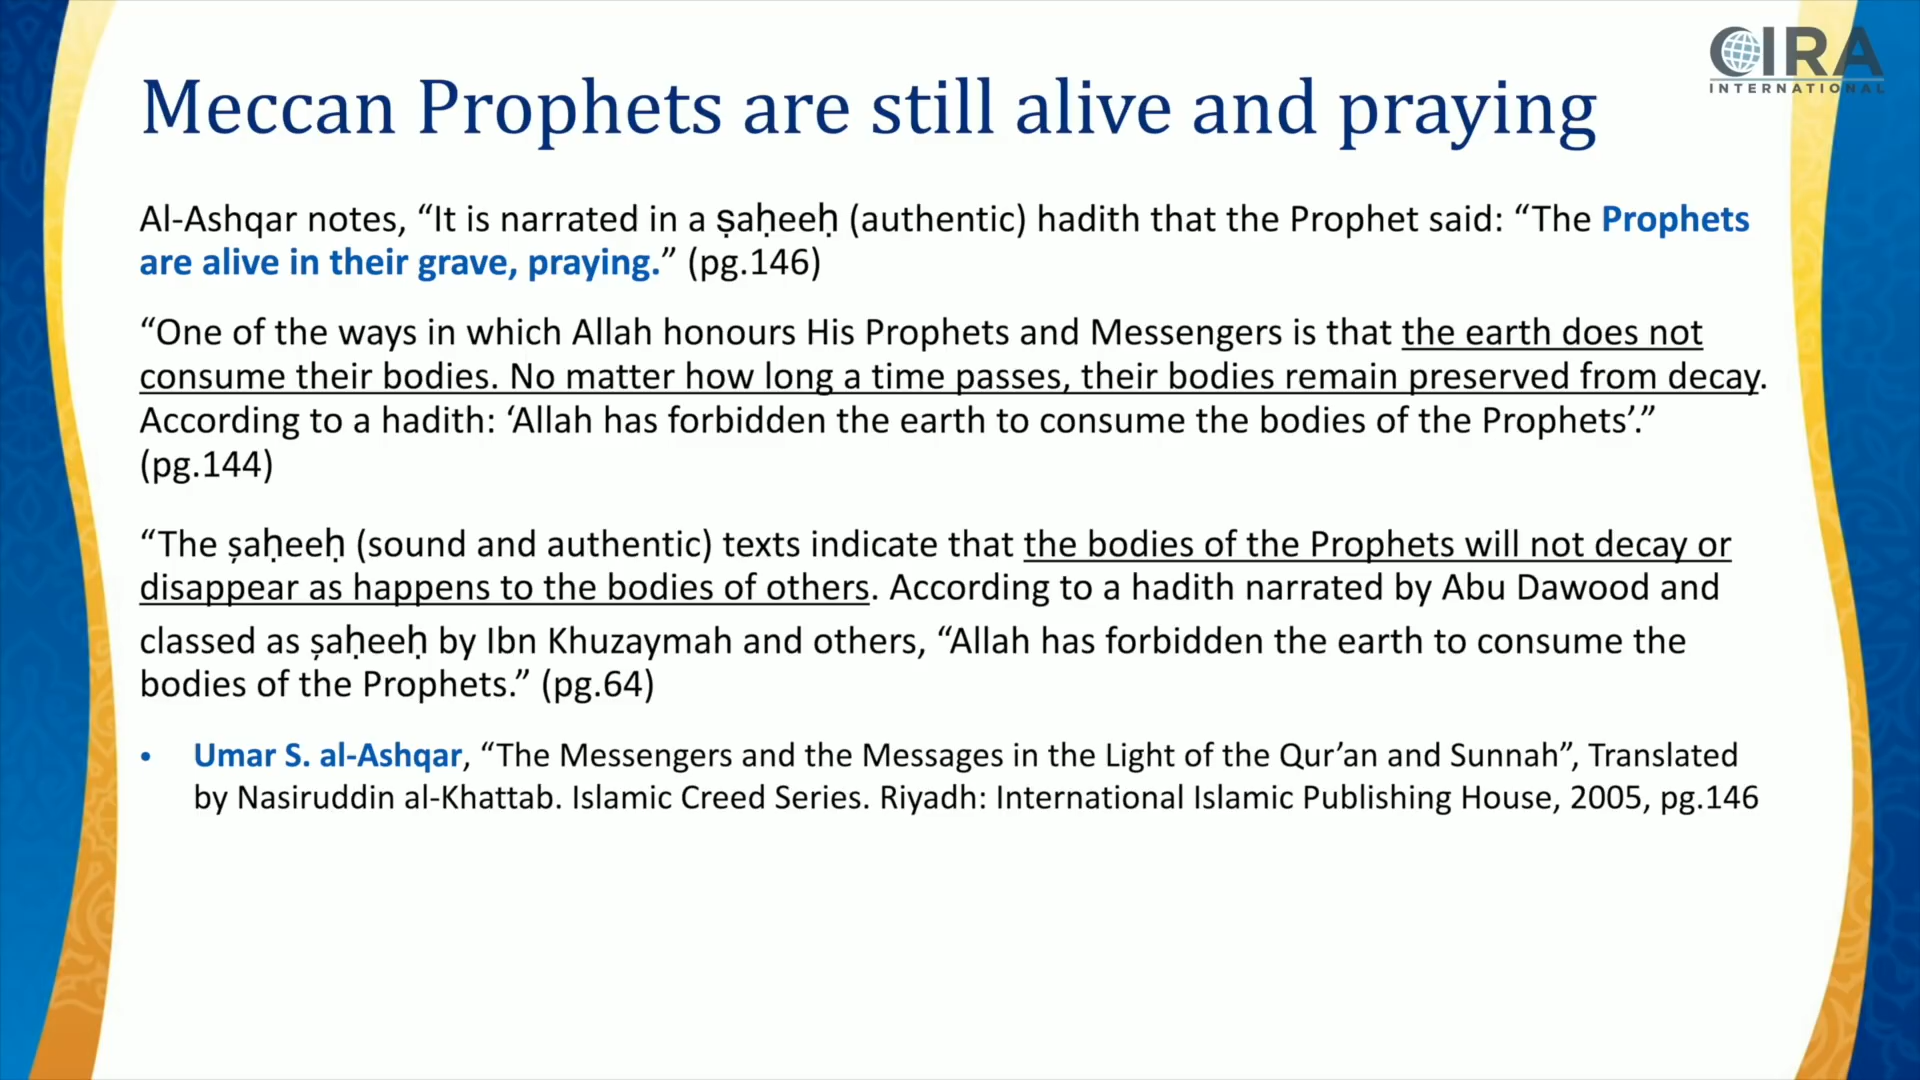 CIRA
INTERNATIONAL
Meccan Prophets are still alive and praying
Al-Ashqar notes, “It is narrated in a ṣaḥeeḥ (authentic) hadith that the Prophet said: “The Prophets
are alive in their grave, praying.” (pg.146)
“One of the ways in which Allah honours His Prophets and Messengers is that the earth does not
consume their bodies. No matter how long a time passes, their bodies remain preserved from decay.
According to a hadith: ‘Allah has forbidden the earth to consume the bodies of the Prophets’.”
(pg.144)
“The ṣaḥeeḥ (sound and authentic) texts indicate that the bodies of the Prophets will not decay or
disappear as happens to the bodies of others. According to a hadith narrated by Abu Dawood and
classed as ṣaḥeeḥ by Ibn Khuzaymah and others, “Allah has forbidden the earth to consume the
bodies of the Prophets.” (pg.64)
• Umar S. al-Ashqar, “The Messengers and the Messages in the Light of the Qur’an and Sunnah”, Translated
by Nasiruddin al-Khattab. Islamic Creed Series. Riyadh: International Islamic Publishing House, 2005, pg.146